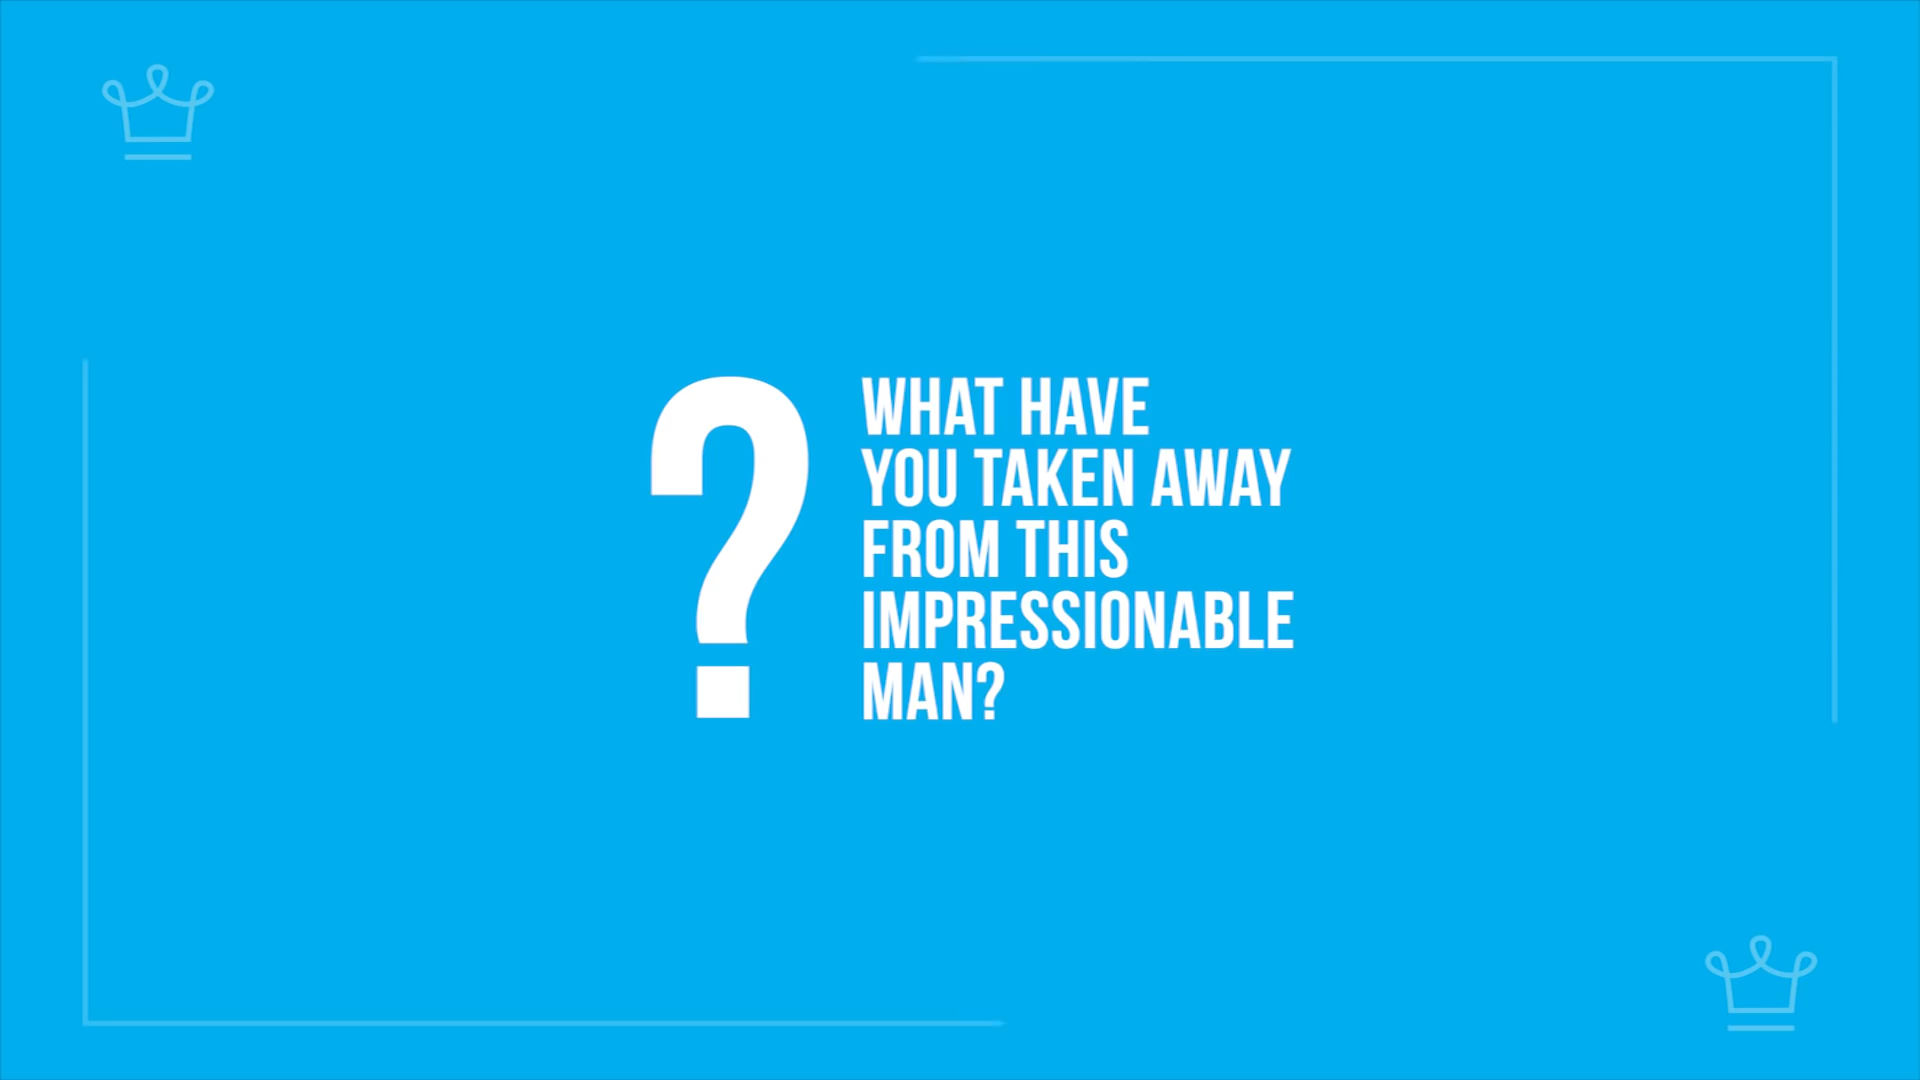 ?
WHAT HAVE
YOU TAKEN AWAY
FROM THIS
IMPRESSIONABLE
MAN?